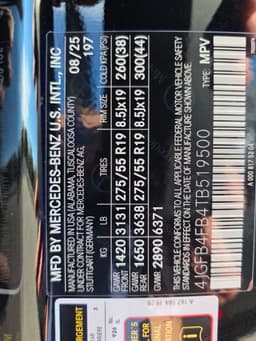 MFD BY MERCEDES-BENZ U.S. INTL., INC
MANUFACTURED IN USA (ALABAMA, TUSCALOOSA COUNTY)
UNDER CONTRACT FOR MERCEDES-BENZ AG,
STUTTGART (GERMANY)
08/25
197
KG LB TIRES RIM SIZE COLD KPA(PSI)
GAWR FRONT 1420 3131 275/55 R19 8.5Jx19 260(38)
GAWR REAR 1650 3638 275/55 R19 8.5Jx19 300(44)
GVWR 2890 6371
THIS VEHICLE CONFORMS TO ALL APPLICABLE FEDERAL MOTOR VEHICLE SAFETY
STANDARDS IN EFFECT ON THE DATE OF MANUFACTURE SHOWN ABOVE.
4JGFB4FB4TB519500
TYPE: MPV